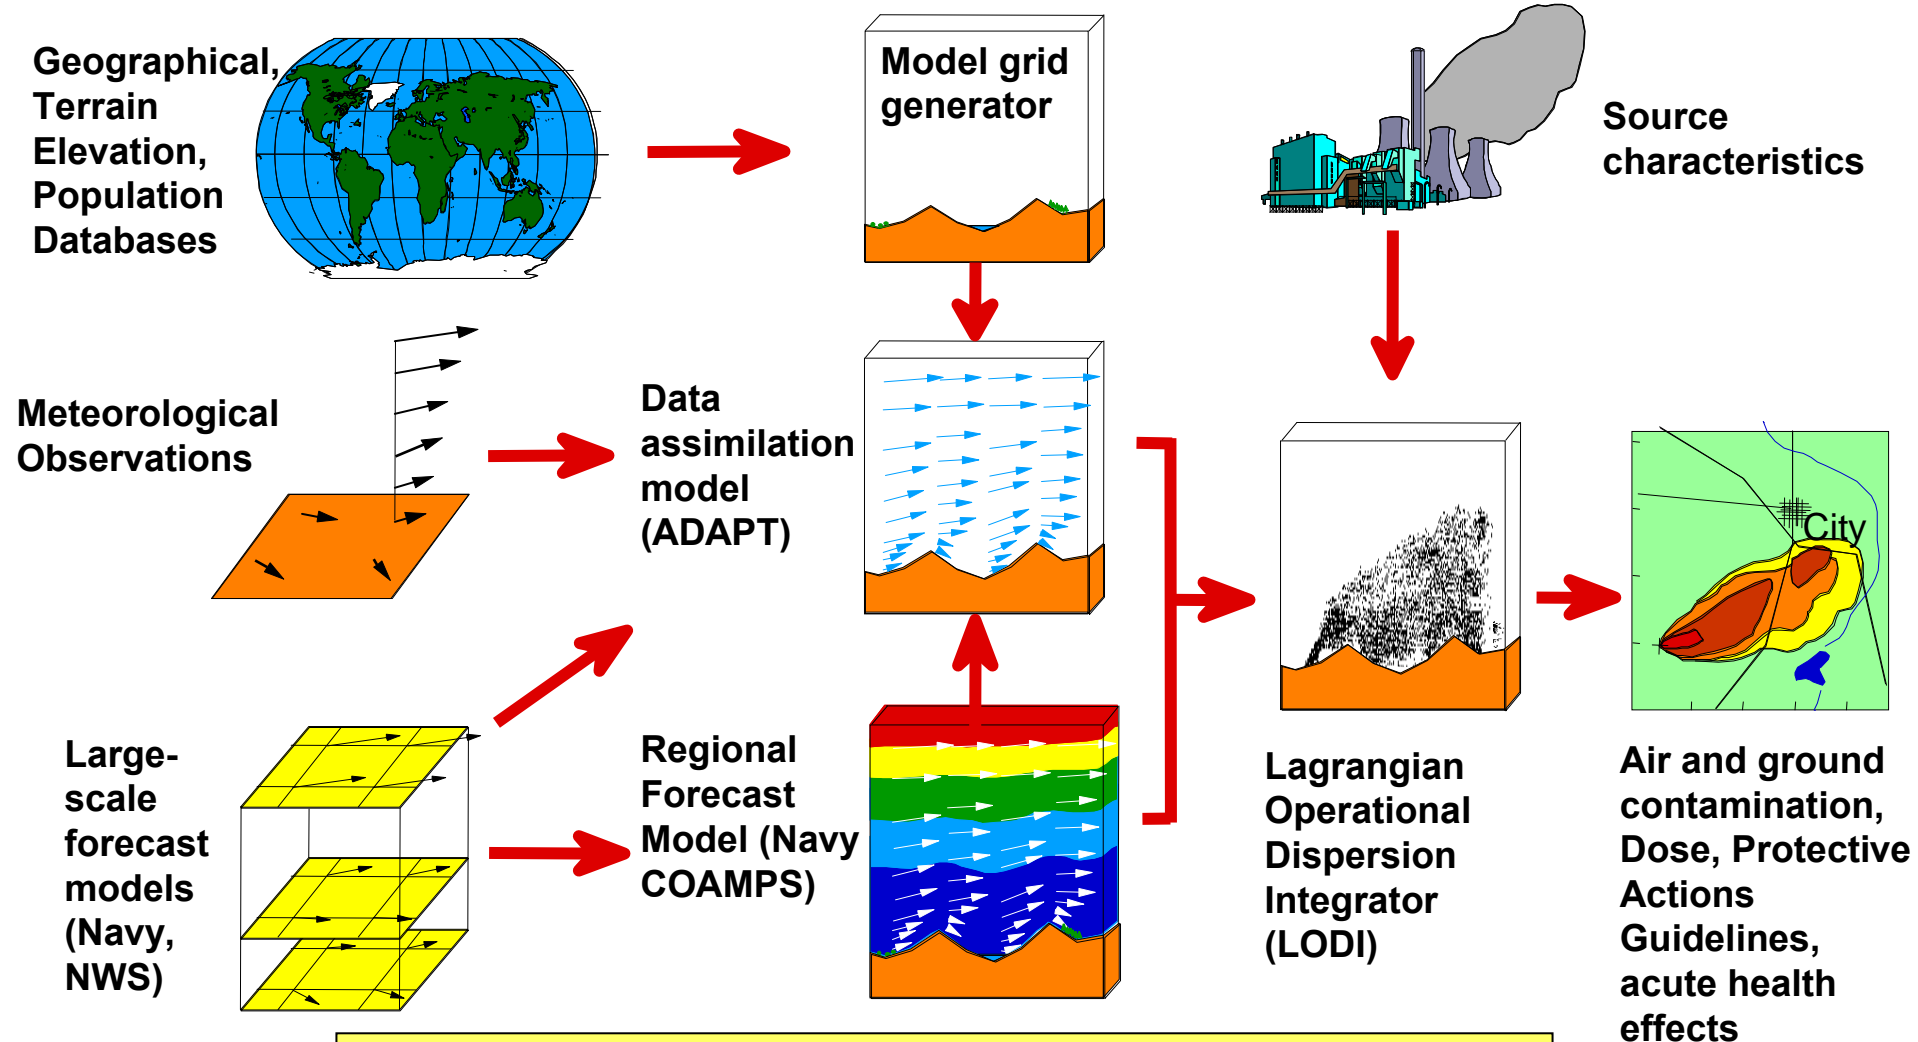 Geographical,
Terrain
Elevation,
Population
Databases
Model grid
generator
Source
characteristics
Meteorological
Observations
Data
assimilation
model
(ADAPT)
City
Large-
scale
forecast
models
(Navy,
NWS)
Regional
Forecast
Model (Navy
COAMPS)
Lagrangian
Operational
Dispersion
Integrator
(LODI)
Air and ground
contamination,
Dose, Protective
Actions
Guidelines,
acute health
effects